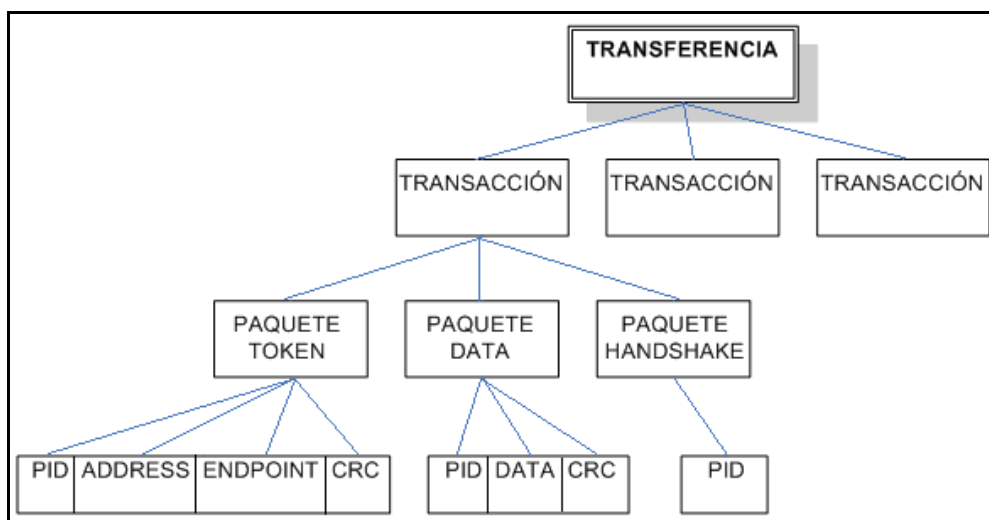 TRANSFERENCIA
TRANSACCIÓN TRANSACCIÓN TRANSACCIÓN
PAQUETE TOKEN
PAQUETE DATA
PAQUETE HANDSHAKE
PID ADDRESS ENDPOINT CRC
PID DATA CRC
PID